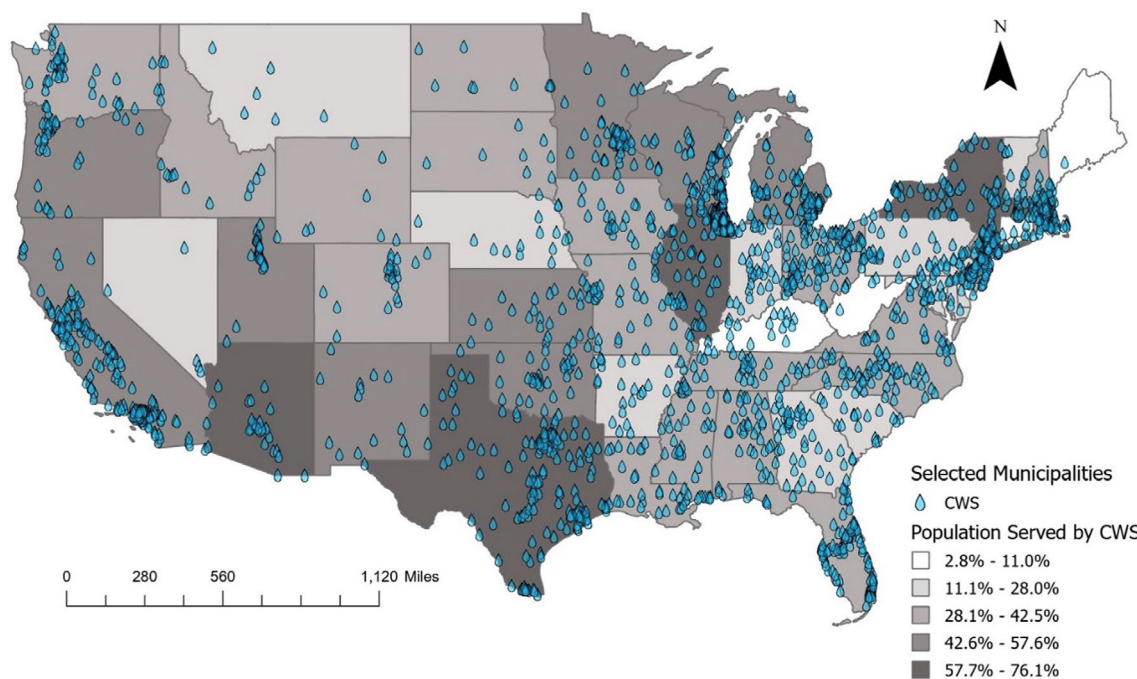 N
Selected Municipalities
CWS
Population Served by CWS
2.8% - 11.0%
11.1% - 28.0%
28.1% - 42.5%
42.6% - 57.6%
57.7% - 76.1%
0 280 560 1,120 Miles